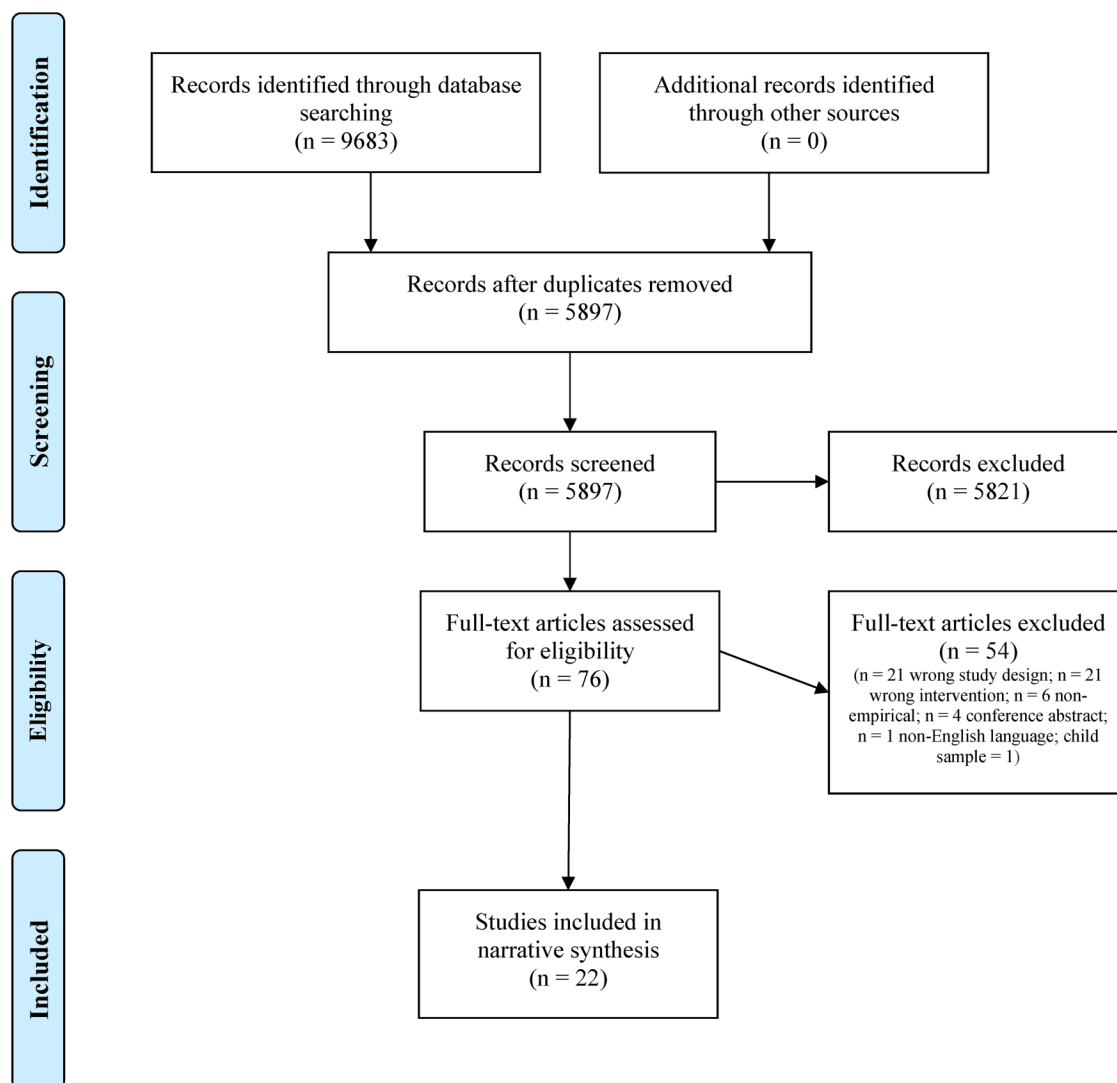 Identification
Records identified through database
searching
(n = 9683)
Additional records identified
through other sources
(n = 0)
Records after duplicates removed
(n = 5897)
Screening
Records screened
(n = 5897)
Records excluded
(n = 5821)
Eligibility
Full-text articles assessed
for eligibility
(n = 76)
Full-text articles excluded
(n = 54)
(n = 21 wrong study design; n = 21
wrong intervention; n = 6 non-
empirical; n = 4 conference abstract;
n = 1 non-English language; child
sample = 1)
Included
Studies included in
narrative synthesis
(n = 22)